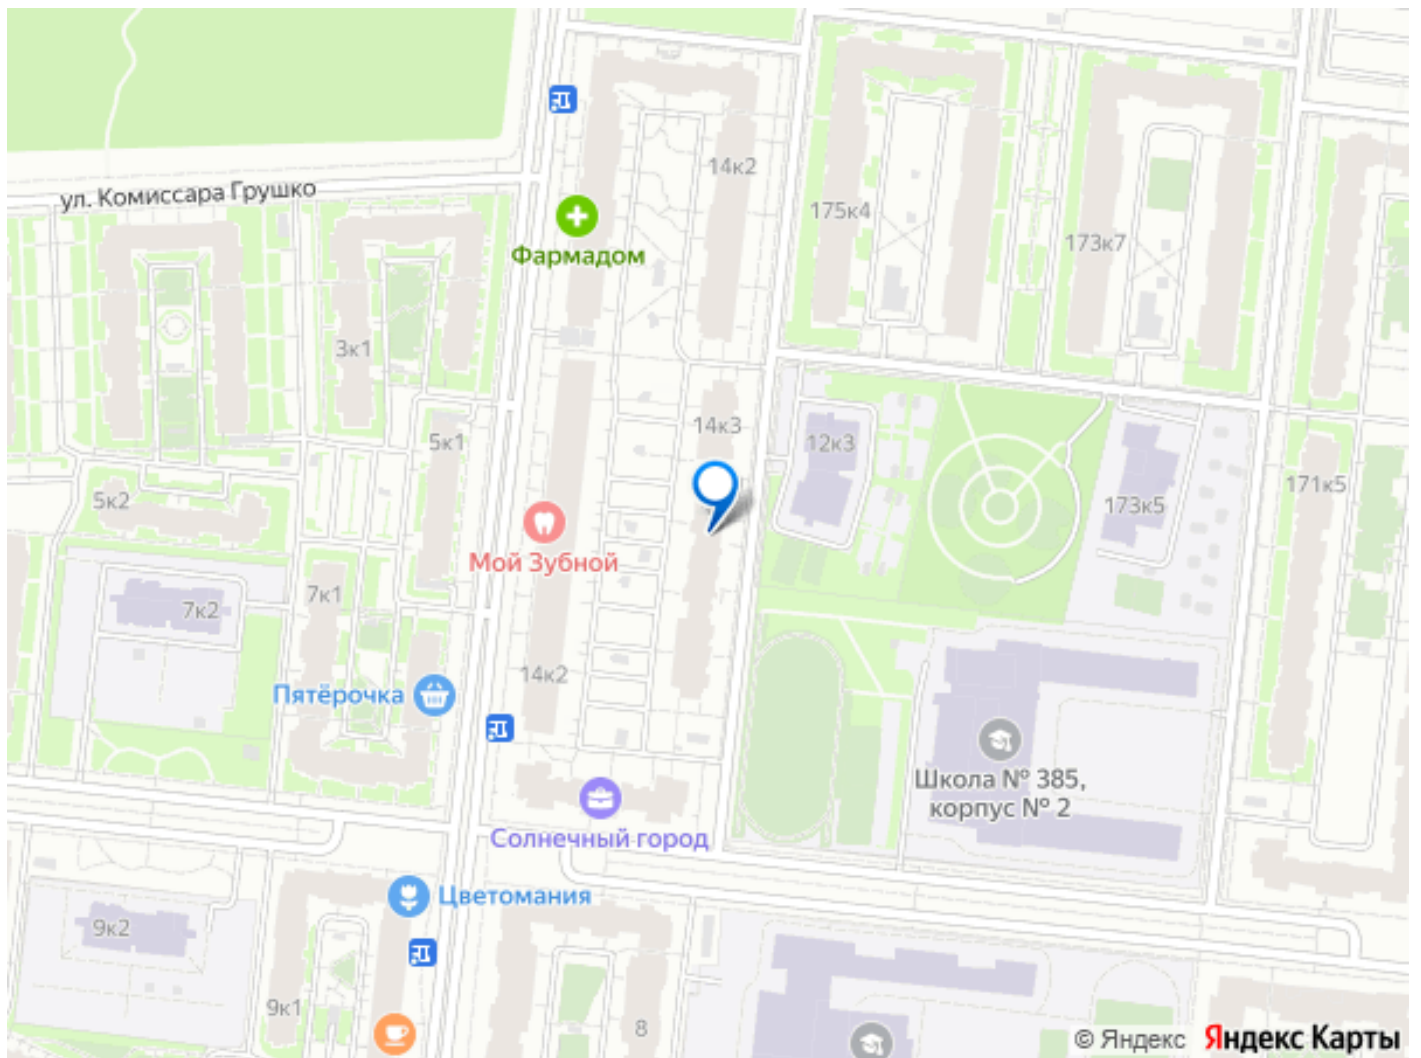 14к2
175к4
ул. Комиссара Грушко
173к7
Фармадом
3к1
14к3
12к3
5к1
171к5
5к2
173к5
Мой Зубной
7к1
7к2
14к2
Пятёрочка
Школа № 385,
корпус № 2
Солнечный город
Цветомания
9к2
9к1
8
© Яндекс Яндекс Карты